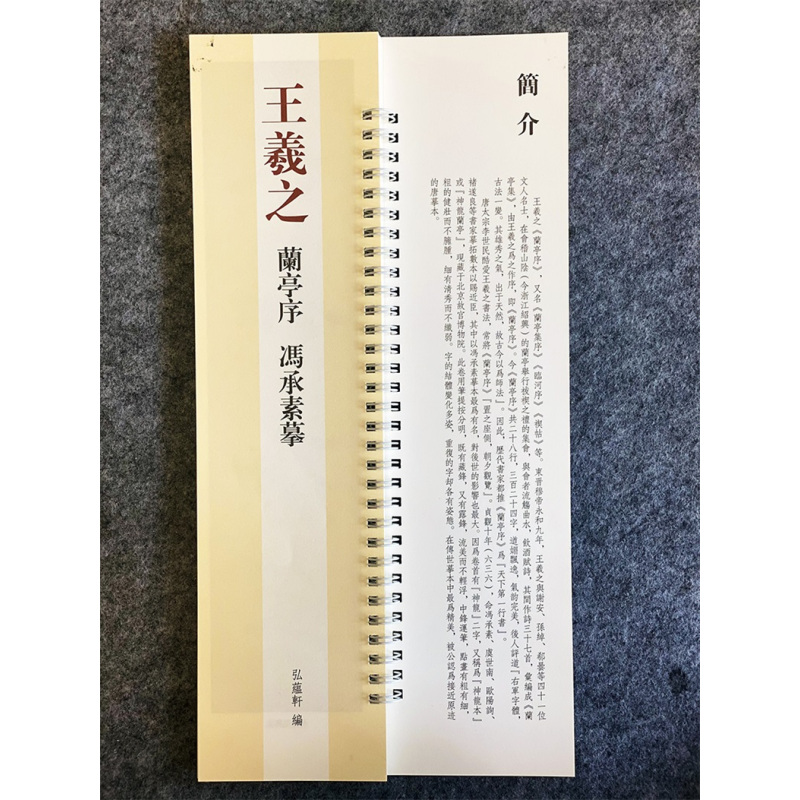 王羲之
蘭亭序 馮承素摹
弘蘊軒 編
簡介
王羲之《蘭亭序》，又名《蘭亭集序》《臨河序》《禊帖》等。東晉穆帝永和九年，王羲之與謝安、孫綽、郗曇等四十一位
文人名士，在會稽山陰（今浙江紹興）的蘭亭舉行祓禊之禮的集會，與會者流觴曲水，飲酒賦詩，其間作詩三十七首，彙編成《蘭
亭集》，由王羲之爲之作序，即《蘭亭序》。今《蘭亭序》共二十八行，三百二十四字，遒媚飄逸，氣韵完美，後人評道『右軍字體，
古法一變。其雄秀之氣，出于天然，故古今以爲師法』。因此，歷代書家都推《蘭亭序》爲『天下第一行書』。
唐太宗李世民酷愛王羲之書法，常將《蘭亭序》『置之座側，朝夕觀覽』。貞觀十年（六三六），命馮承素、虞世南、歐陽詢、
褚遂良等書家摹拓數本以賜近臣，其中以馮承素摹本最爲有名，對後世的影響也最大。因爲卷首有『神龍』二字，又稱爲『神龍本』
或『神龍蘭亭』，現藏于北京故宮博物院。此卷用筆提按分明，既有藏鋒，又有露鋒，流美而不輕浮，中鋒運筆，點畫有粗有細，
粗的健壯而不臃腫，細有清秀而不纖弱。字的結體變化多姿，重復的字却各有姿態。在傳世摹本中最爲精美，被公認爲接近原迹
的唐摹本。